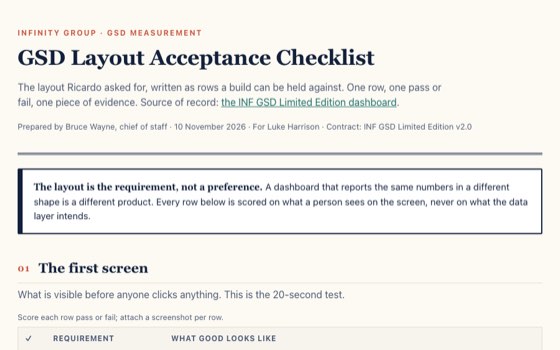 INFINITY GROUP · GSD MEASUREMENT
GSD Layout Acceptance Checklist
The layout Ricardo asked for, written as rows a build can be held against. One row, one pass or
fail, one piece of evidence. Source of record: the INF GSD Limited Edition dashboard.
Prepared by Bruce Wayne, chief of staff · 10 November 2026 · For Luke Harrison · Contract: INF GSD Limited Edition v2.0
The layout is the requirement, not a preference. A dashboard that reports the same numbers in a different
shape is a different product. Every row below is scored on what a person sees on the screen, never on what the data
layer intends.
01 The first screen
What is visible before anyone clicks anything. This is the 20-second test.
Score each row pass or fail; attach a screenshot per row.
✓ REQUIREMENT WHAT GOOD LOOKS LIKE